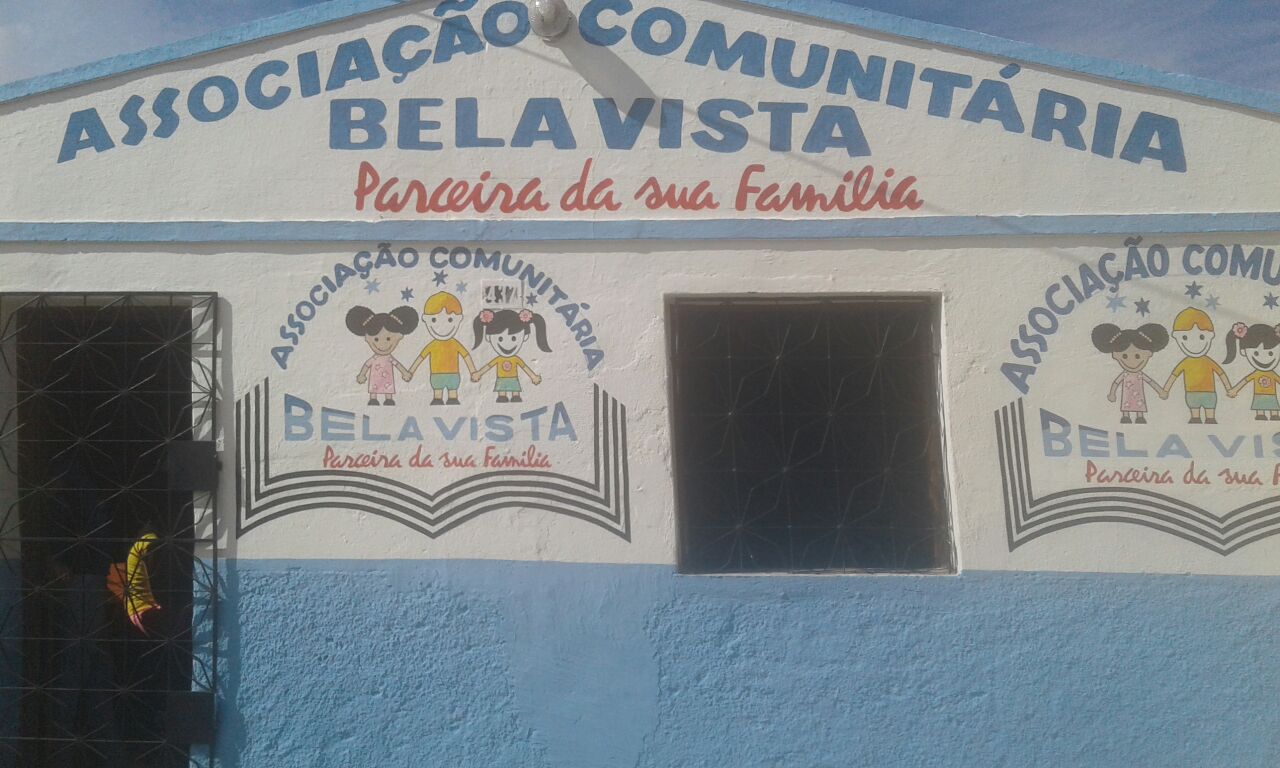 ASSOCIAÇÃO COMUNITÁRIA
BELA VISTA
Parceira da sua Família
ASSOCIAÇÃO COMUNITÁRIA
BELA VISTA
Parceira da sua Família
ASSOCIAÇÃO COMU
BELA VIS
Parceira da sua F